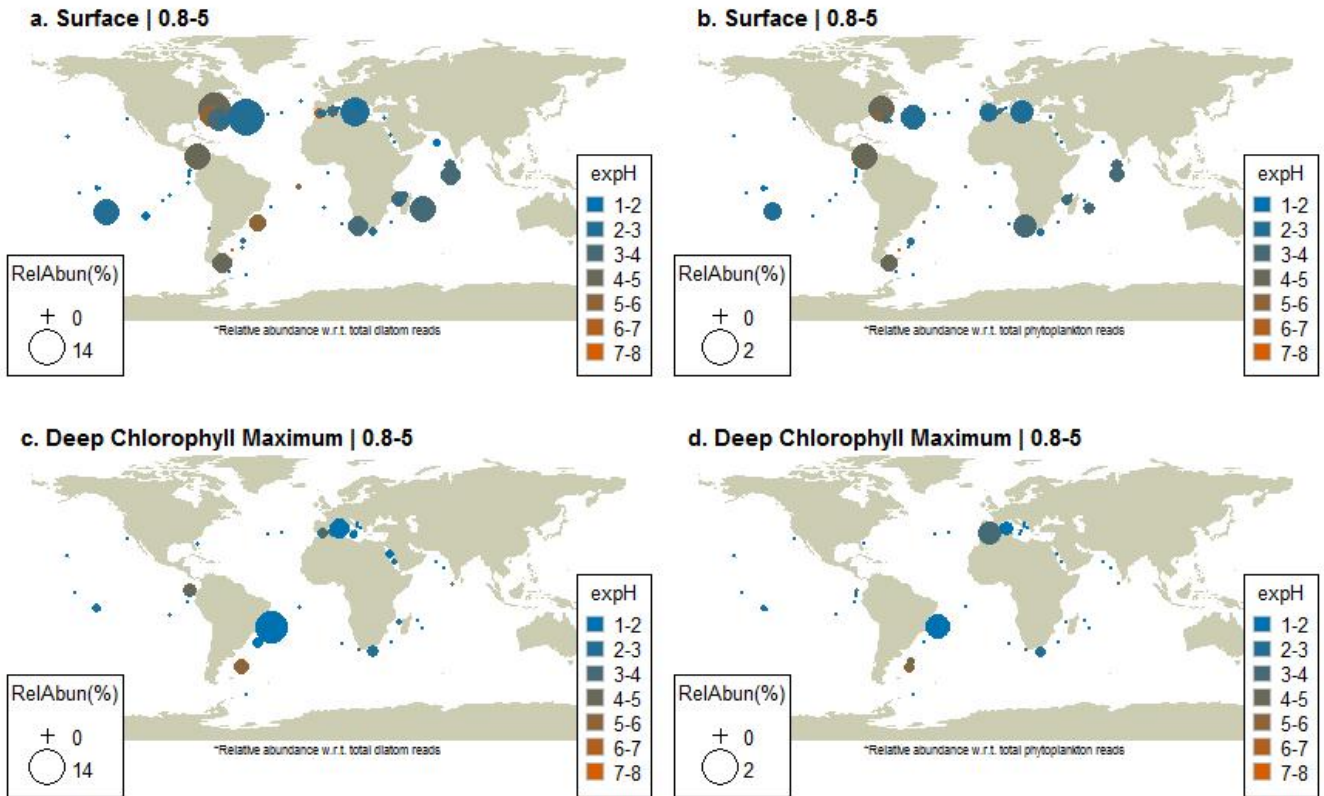 a. Surface | 0.8-5
b. Surface | 0.8-5
expH
1-2
2-3
3-4
4-5
5-6
6-7
7-8
RelAbun(%)
+ 0
14
*Relative abundance w.r.t. total diatom reads
expH
1-2
2-3
3-4
4-5
5-6
6-7
7-8
RelAbun(%)
+ 0
2
*Relative abundance w.r.t. total phytoplankton reads
c. Deep Chlorophyll Maximum | 0.8-5
d. Deep Chlorophyll Maximum | 0.8-5
expH
1-2
2-3
3-4
4-5
5-6
6-7
7-8
RelAbun(%)
+ 0
14
*Relative abundance w.r.t. total diatom reads
expH
1-2
2-3
3-4
4-5
5-6
6-7
7-8
RelAbun(%)
+ 0
2
*Relative abundance w.r.t. total phytoplankton reads